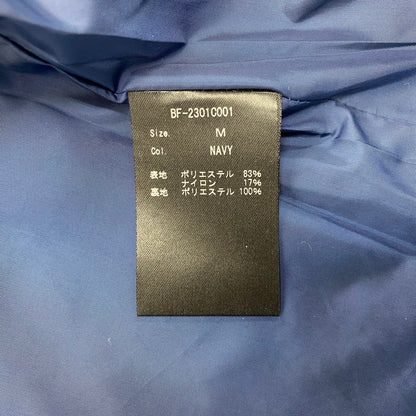 BF-2301C001
Size. M
Col. NAVY
表地 ポリエステル 83%
ナイロン 17%
裏地 ポリエステル 100%